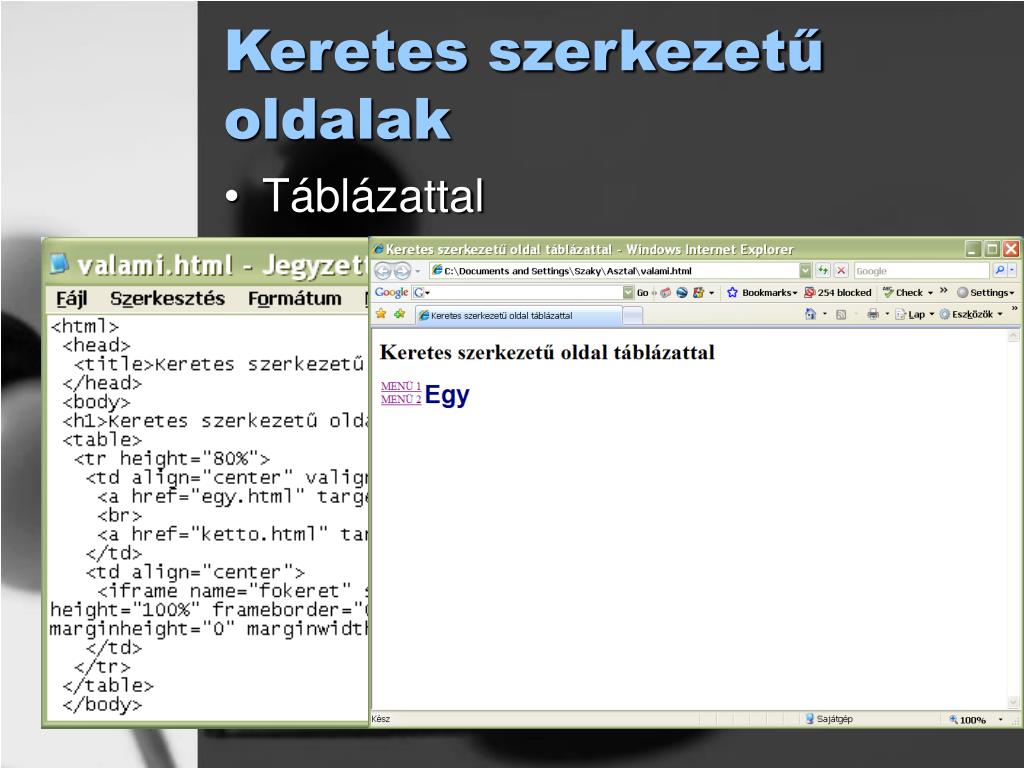 Keretes szerkezetű
oldalak
• Táblázattal
valami.html - Jegyzett
Fájl Szerkesztés Formátum
<html>
<head>
<title>Keretes szerkezetű
</head>
<body>
<h1>Keretes szerkezetű olda
<table>
<tr height="80%">
<td align="center" valig
<a href="egy.html" targe
<br>
<a href="ketto.html" tar
</td>
<td align="center">
<iframe name="fokeret" s
height="100%" frameborder="0
marginheight="0" marginwidth
</td>
</tr>
</table>
</body>
Keretes szerkezetű oldal táblázattal - Windows Internet Explorer
C:\Documents and Settings\Szaky\Asztal\valami.html Google
Google Go Bookmarks 254 blocked Check » Settings
Keretes szerkezetű oldal táblázattal Lap Eszközök »
Keretes szerkezetű oldal táblázattal
MENÜ 1
MENÜ 2
Egy
Kész Sajátgép 100%